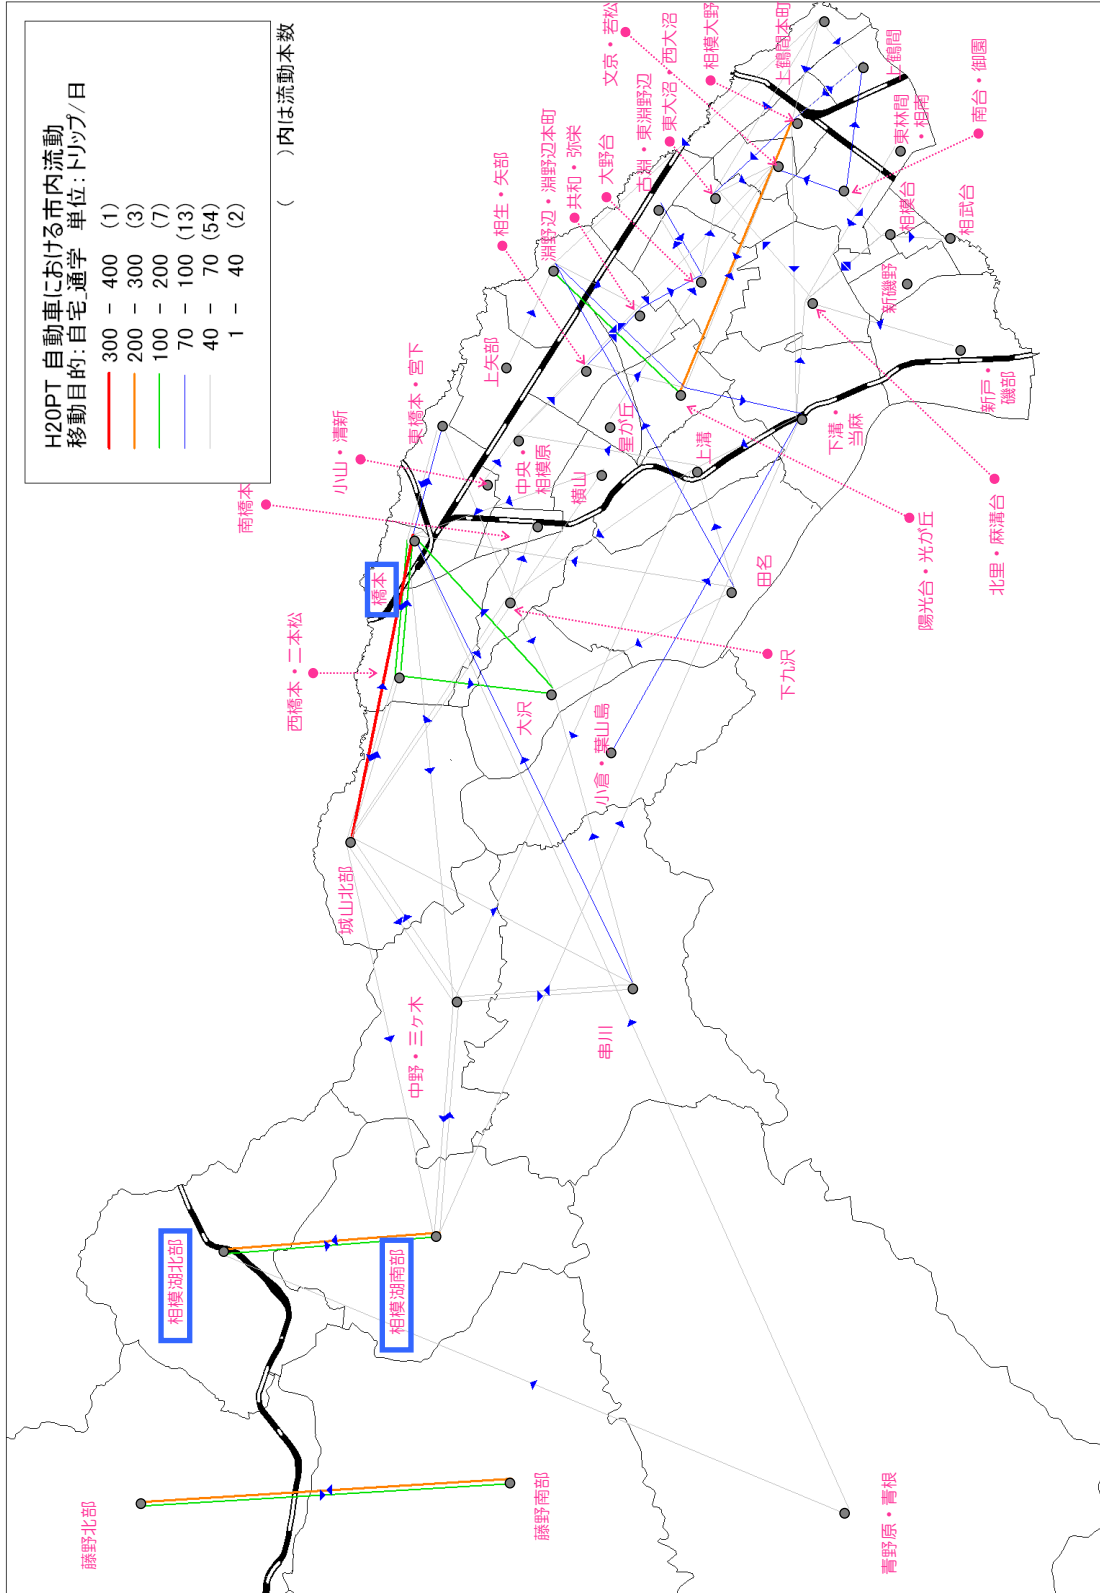 H20PT 自動車における市内流動
移動目的:自宅_通学 単位:トリップ/日
300 - 400 (1)
200 - 300 (3)
100 - 200 (7)
70 - 100 (13)
40 - 70 (54)
1 - 40 (2)
( )内は流動本数
藤野北部
藤野南部
青野原・青根
相模湖北部
相模湖南部
中野・三ヶ木
串川
城山北部
小倉・葉山島
西橋本・二本松
大沢
下九沢
橋本
南橋本
小山・清新
東橋本・宮下
中央・
相模原
横山
星が丘
上溝
田名
上矢部
相生・矢部
淵野辺・淵野辺本町
共和・弥栄
大野台
古淵・東淵野辺
東大沼・西大沼
文京・若松
相模大野
上鶴間本町
上鶴間
東林間
・相南
南台・御園
相模台
相武台
新磯野
新戸・
磯部
下溝・
当麻
北里・麻溝台
陽光台・光が丘